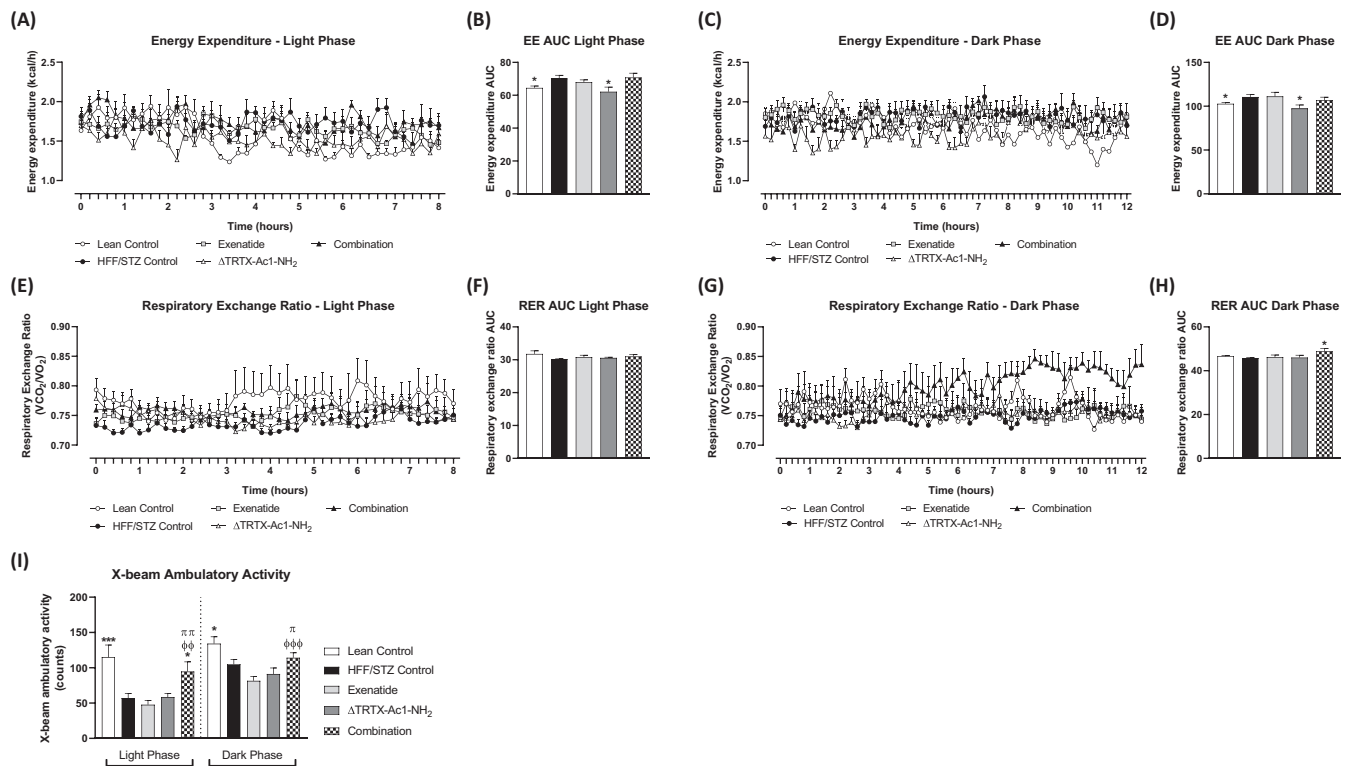 (A)
Energy Expenditure - Light Phase
Energy expenditure (kcal/h)
2.5
2.0
1.5
1.0
0 1 2 3 4 5 6 7 8
Time (hours)
Lean Control Exenatide Combination
HFF/STZ Control ΔTRTX-Ac1-NH₂
(B)
EE AUC Light Phase
Energy expenditure AUC
80
60
40
20
0
* *
(C)
Energy Expenditure - Dark Phase
Energy expenditure (kcal/h)
2.5
2.0
1.5
1.0
0 1 2 3 4 5 6 7 8 9 10 11 12
Time (hours)
Lean Control Exenatide Combination
HFF/STZ Control ΔTRTX-Ac1-NH₂
(D)
EE AUC Dark Phase
Energy expenditure AUC
150
100
50
0
* *
(E)
Respiratory Exchange Ratio - Light Phase
Respiratory Exchange Ratio
(VCO₂/VO₂)
0.90
0.85
0.80
0.75
0.70
0 1 2 3 4 5 6 7 8
Time (hours)
Lean Control Exenatide Combination
HFF/STZ Control ΔTRTX-Ac1-NH₂
(F)
RER AUC Light Phase
Respiratory exchange ratio AUC
40
30
20
10
0
(G)
Respiratory Exchange Ratio - Dark Phase
Respiratory Exchange Ratio
(VCO₂/VO₂)
0.90
0.85
0.80
0.75
0.70
0 1 2 3 4 5 6 7 8 9 10 11 12
Time (hours)
Lean Control Exenatide Combination
HFF/STZ Control ΔTRTX-Ac1-NH₂
(H)
RER AUC Dark Phase
Respiratory exchange ratio AUC
60
40
20
0
*
(I)
X-beam Ambulatory Activity
X-beam ambulatory activity
(counts)
200
150
100
50
0
***
ππ
ϕϕ
*
*
π
ϕϕϕ
Light Phase Dark Phase
Lean Control
HFF/STZ Control
Exenatide
ΔTRTX-Ac1-NH₂
Combination